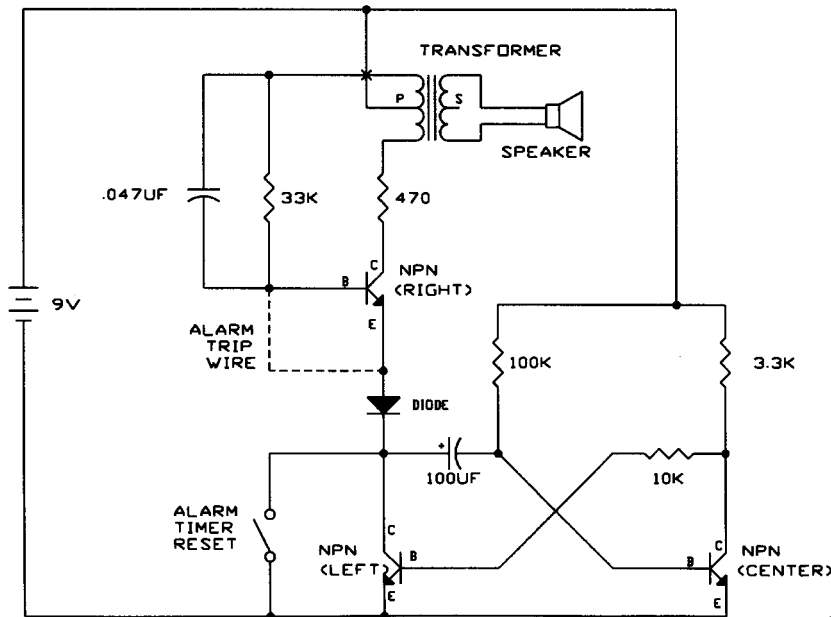 TRANSFORMER
P
S
SPEAKER
.047UF
33K
470
C
B
NPN
(RIGHT)
E
9V
ALARM
TRIP
WIRE
DIODE
100K
3.3K
+
100UF
10K
ALARM
TIMER
RESET
C
NPN
(LEFT)
B
E
C
B
NPN
(CENTER)
E